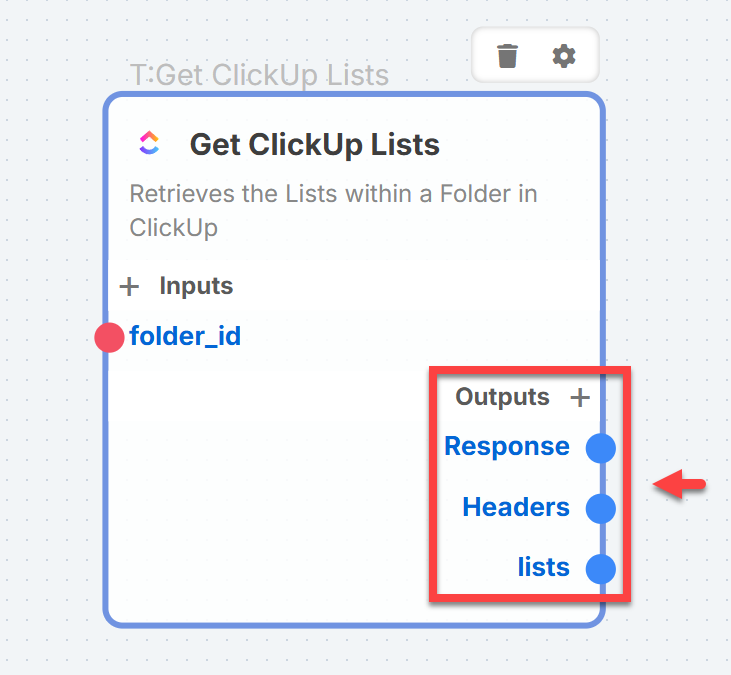 T:Get ClickUp Lists
Get ClickUp Lists
Retrieves the Lists within a Folder in
ClickUp
+ Inputs
folder_id
Outputs +
Response
Headers
lists